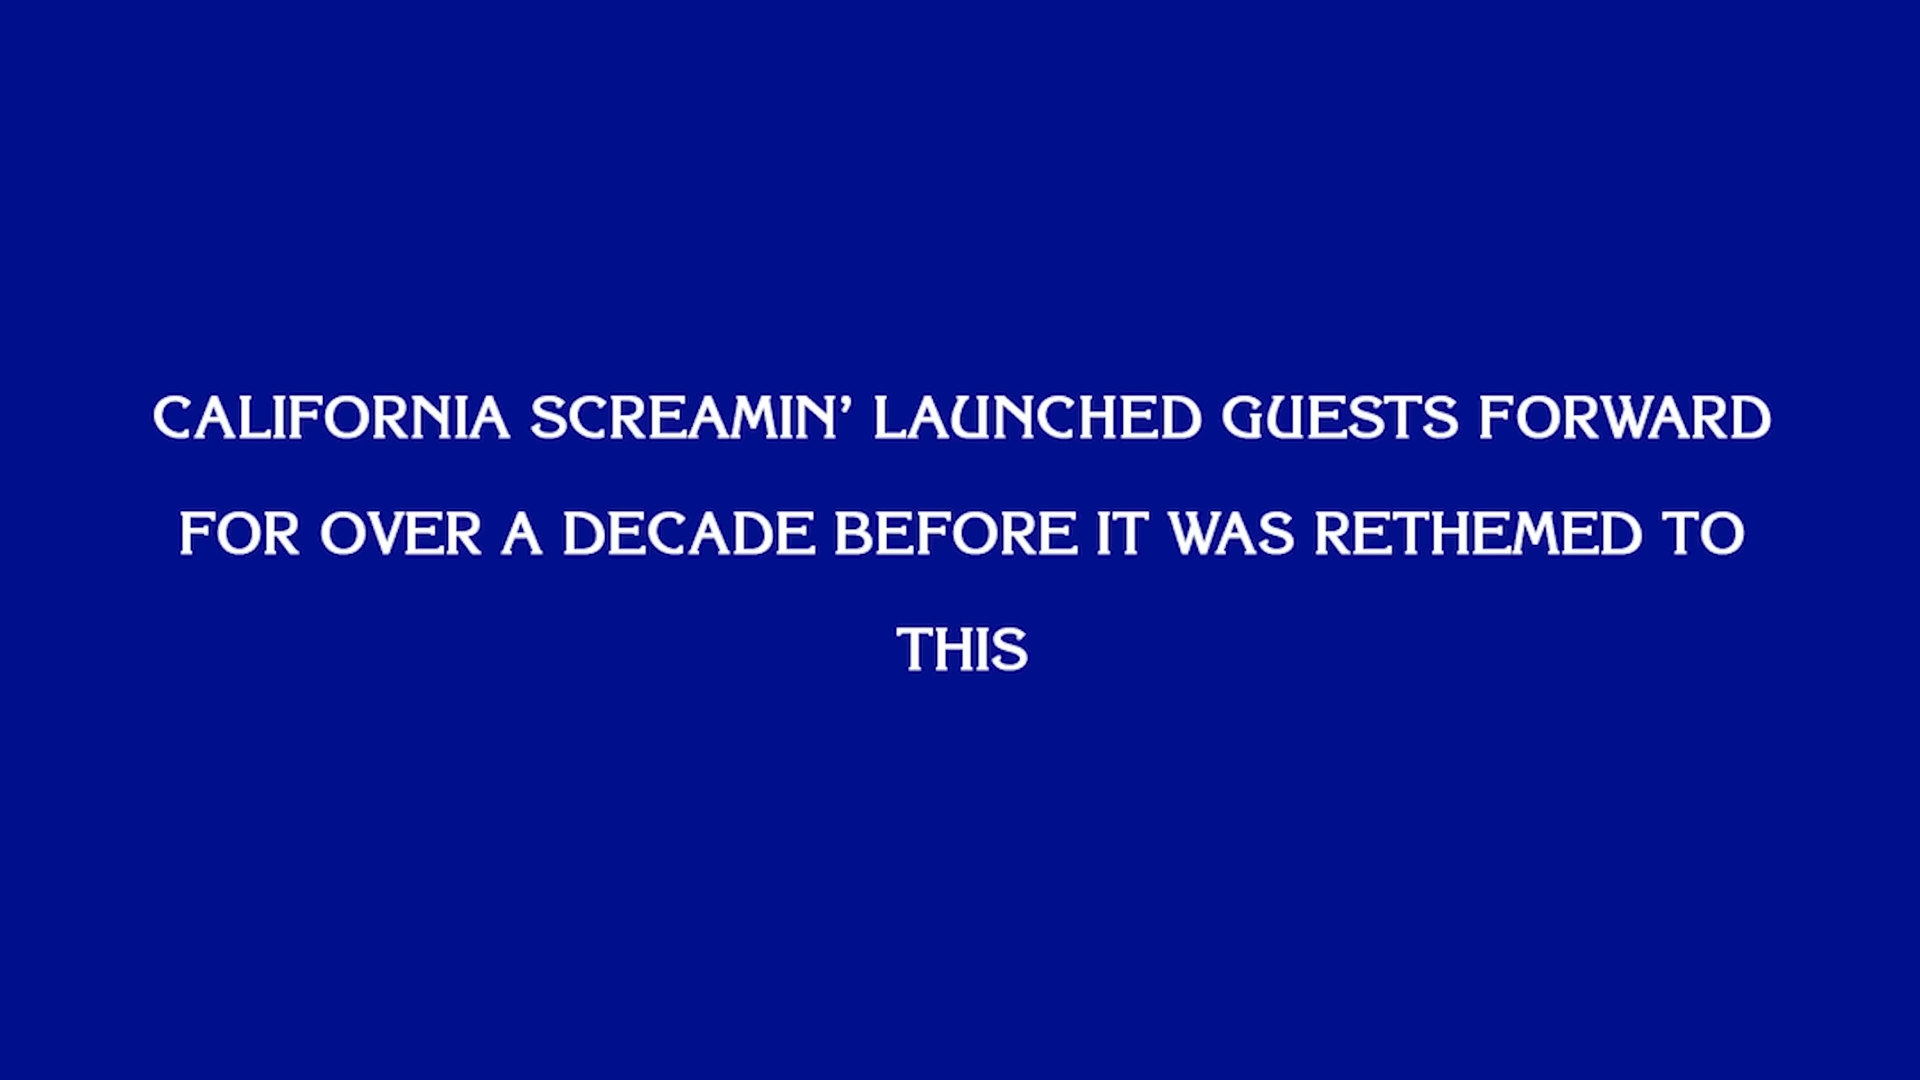 CALIFORNIA SCREAMIN’ LAUNCHED GUESTS FORWARD
FOR OVER A DECADE BEFORE IT WAS RETHEMED TO
THIS